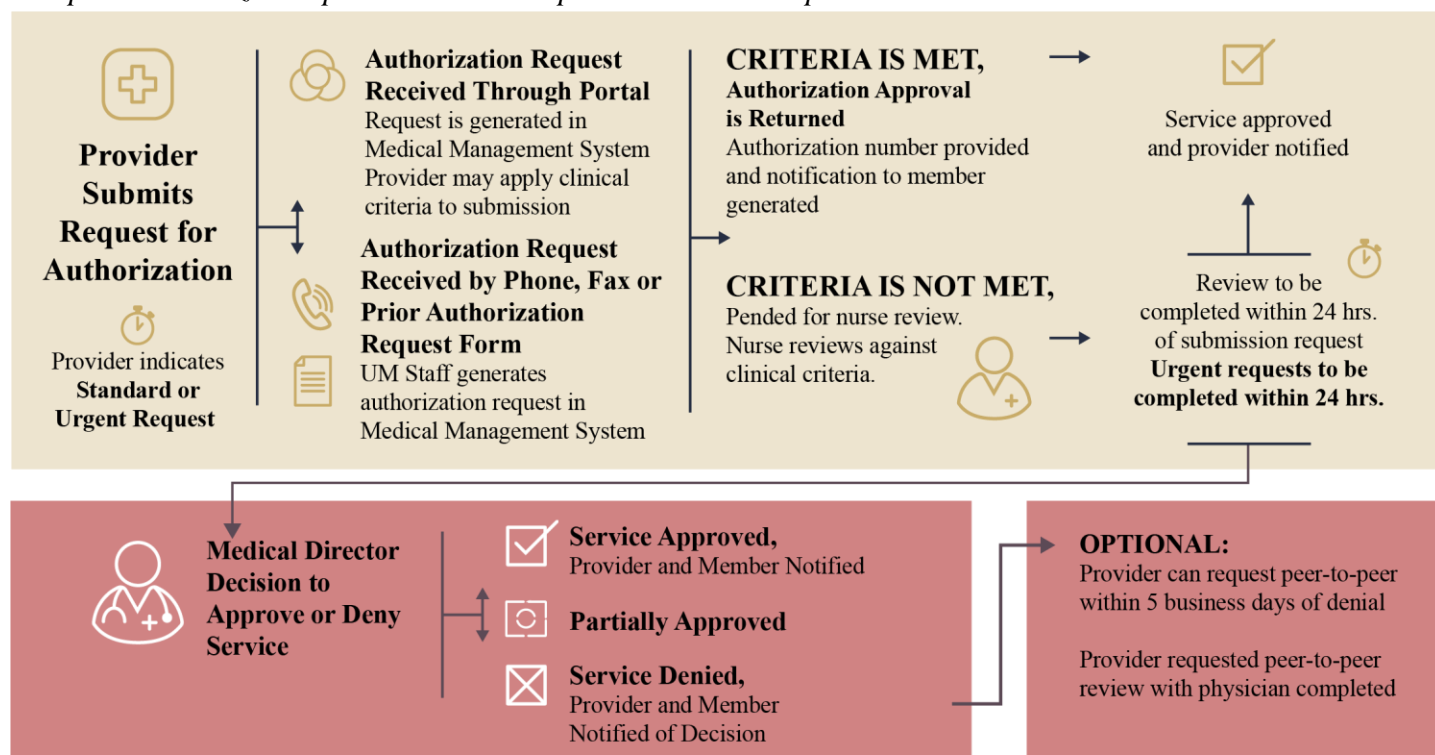 Provider
Submits
Request for
Authorization
Provider indicates
Standard or
Urgent Request
Authorization Request
Received Through Portal
Request is generated in
Medical Management System
Provider may apply clinical
criteria to submission
Authorization Request
Received by Phone, Fax or
Prior Authorization
Request Form
UM Staff generates
authorization request in
Medical Management System
CRITERIA IS MET,
Authorization Approval
is Returned
Authorization number provided
and notification to member
generated
CRITERIA IS NOT MET,
Pended for nurse review.
Nurse reviews against
clinical criteria.
Service approved
and provider notified
Review to be
completed within 24 hrs.
of submission request
Urgent requests to be
completed within 24 hrs.
Medical Director
Decision to
Approve or Deny
Service
Service Approved,
Provider and Member Notified
Partially Approved
Service Denied,
Provider and Member
Notified of Decision
OPTIONAL:
Provider can request peer-to-peer
within 5 business days of denial
Provider requested peer-to-peer
review with physician completed